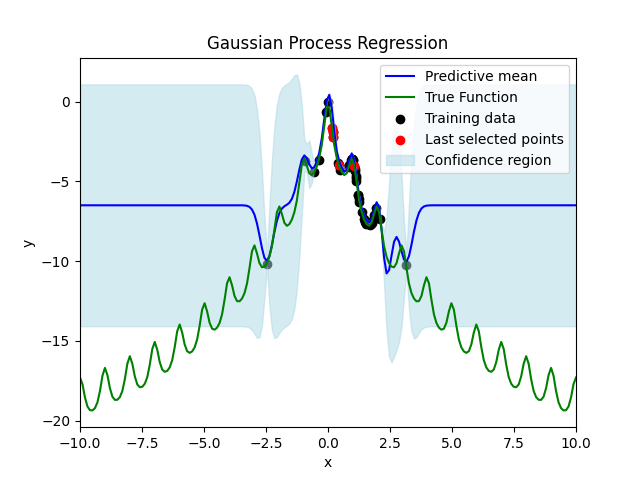 Gaussian Process Regression
Predictive mean
True Function
Training data
Last selected points
Confidence region
y
0
−5
−10
−15
−20
−10.0 −7.5 −5.0 −2.5 0.0 2.5 5.0 7.5 10.0
x